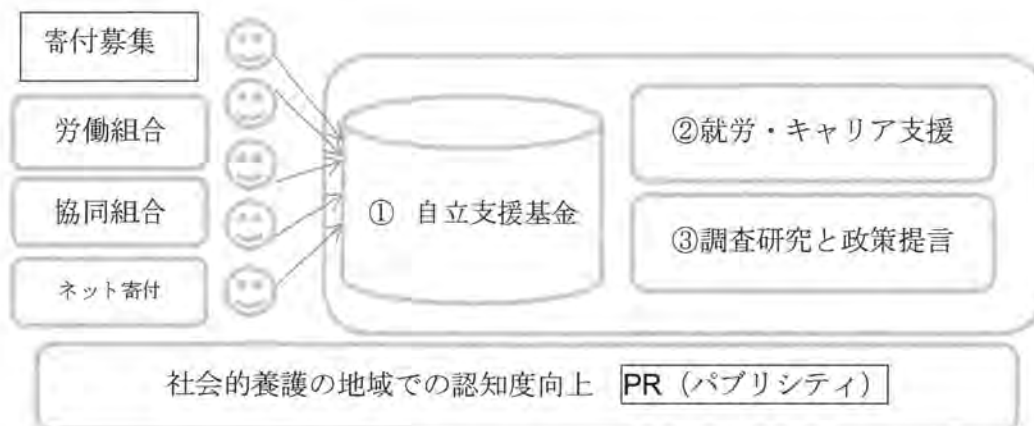 寄付募集
労働組合
協同組合
ネット寄付
① 自立支援基金
②就労・キャリア支援
③調査研究と政策提言
社会的養護の地域での認知度向上 PR（パブリシティ）